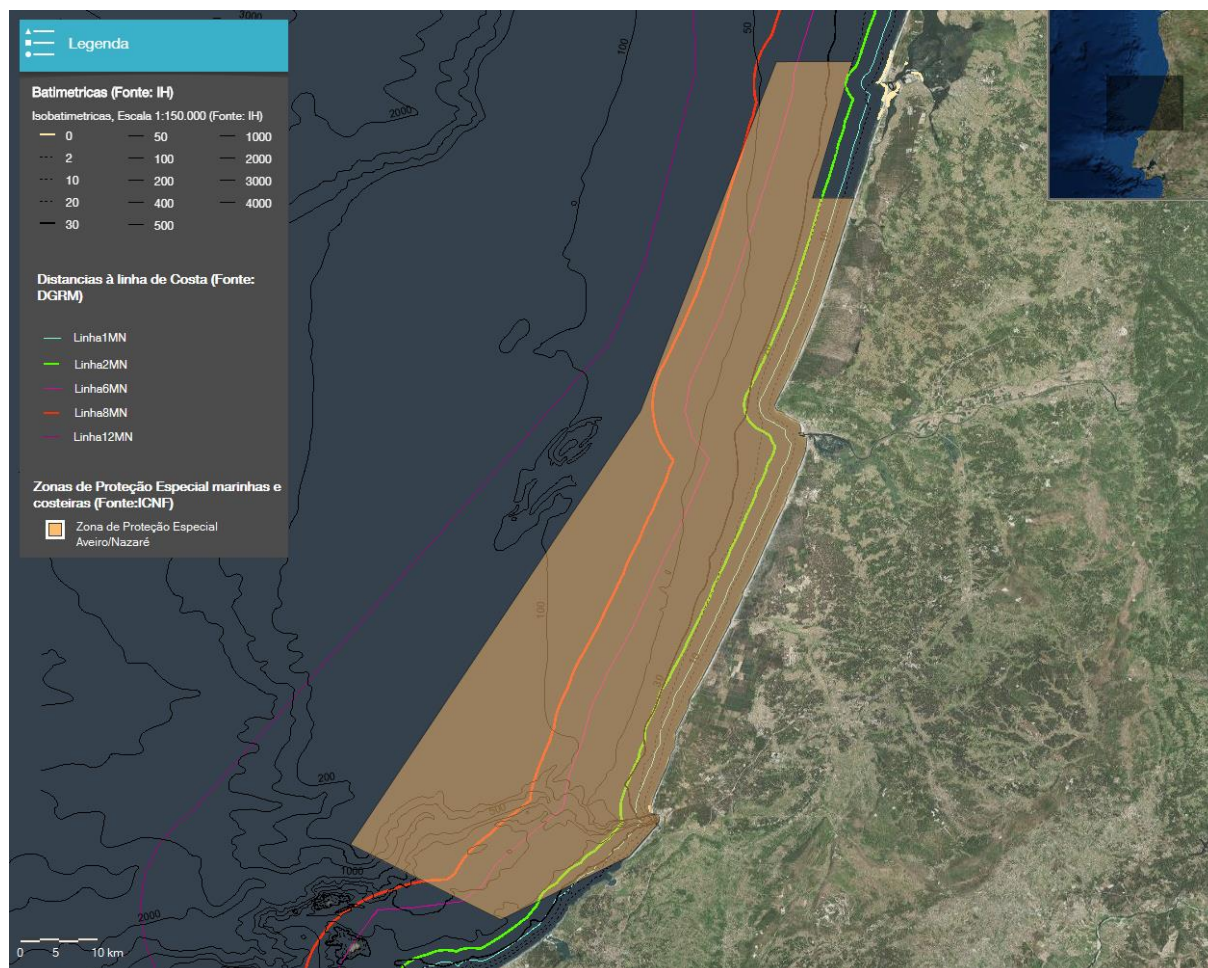 Legenda
Batimetricas (Fonte: IH)
Isobatimetricas, Escala 1:150.000 (Fonte: IH)
0 50 1000
2 100 2000
10 200 3000
20 400 4000
30 500
Distancias à linha de Costa (Fonte:
DGRM)
Linha1MN
Linha2MN
Linha6MN
Linha8MN
Linha12MN
Zonas de Proteção Especial marinhas e
costeiras (Fonte:ICNF)
Zona de Proteção Especial
Aveiro/Nazaré
3000
100
50
2000
100
200
1000
2000
0 5 10 km